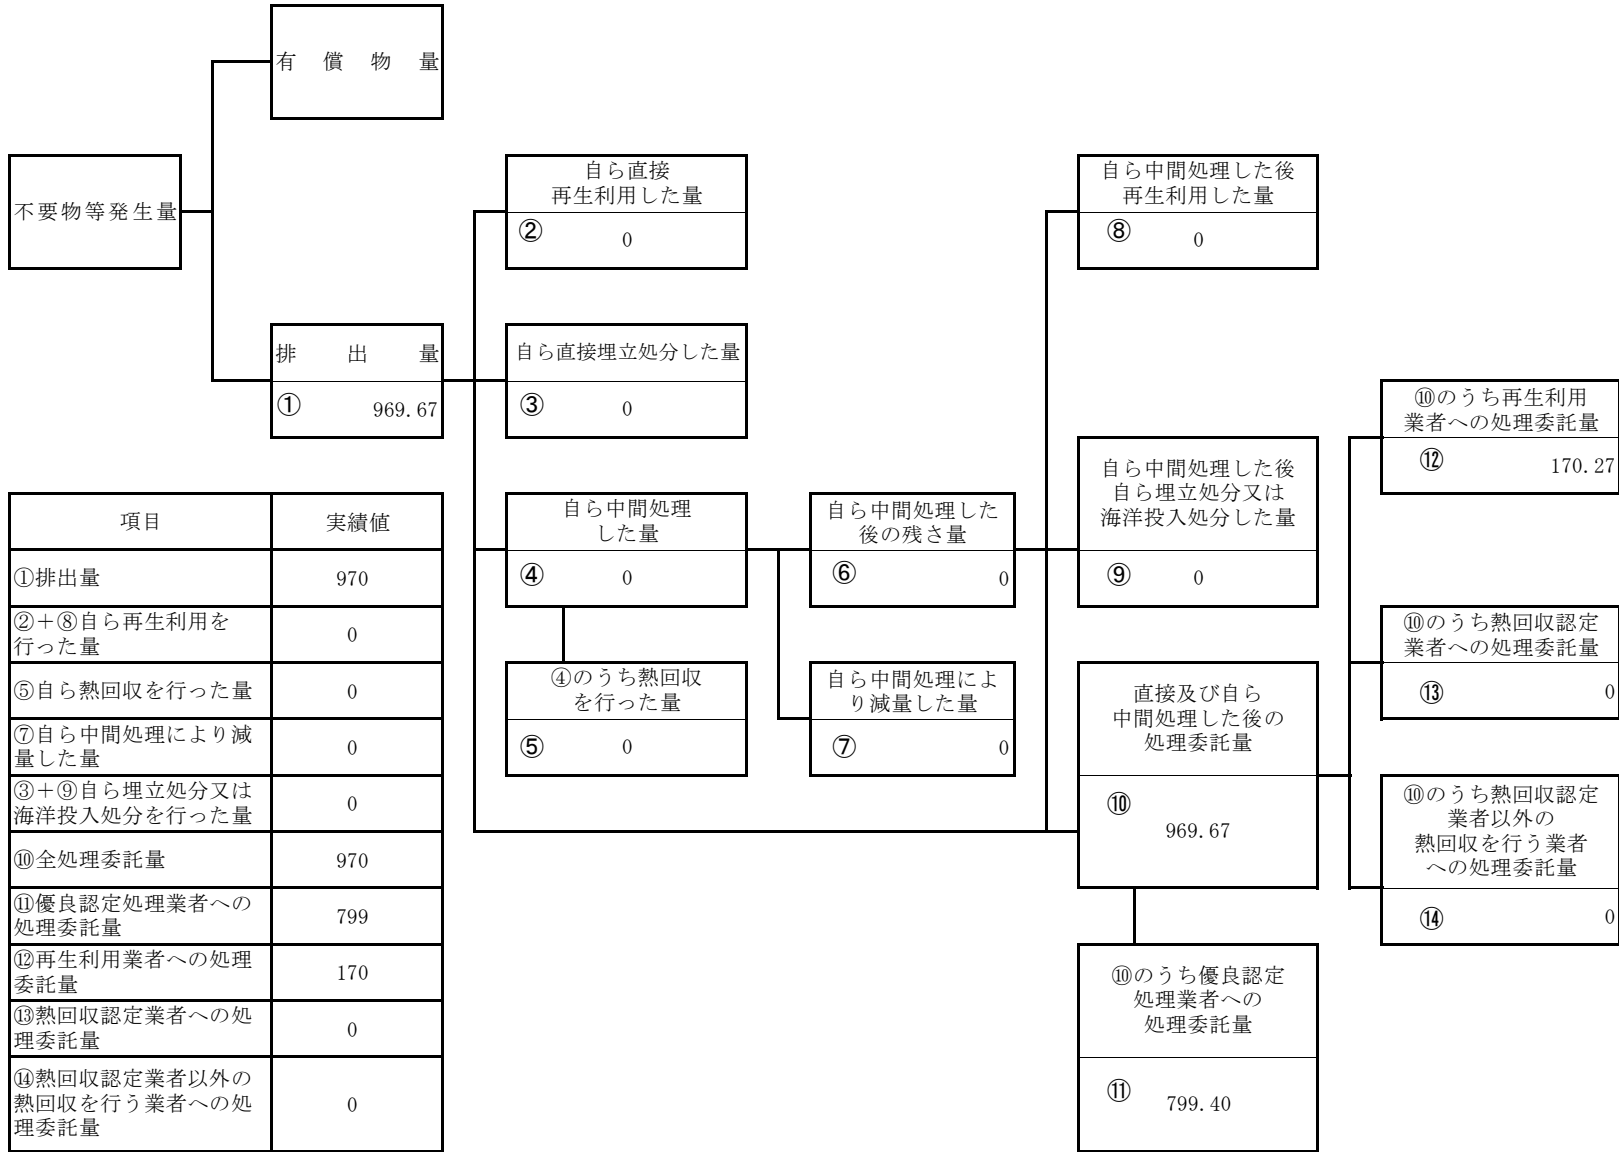 有償物量
不要物等発生量
自ら直接
再生利用した量
② 0
自ら中間処理した後
再生利用した量
⑧ 0
排出量
① 969.67
自ら直接埋立処分した量
③ 0
⑩のうち再生利用
業者への処理委託量
⑫ 170.27
自ら中間処理
した量
④ 0
自ら中間処理した
後の残さ量
⑥ 0
自ら中間処理した後
自ら埋立処分又は
海洋投入処分した量
⑨ 0
④のうち熱回収
を行った量
⑤ 0
自ら中間処理によ
り減量した量
⑦ 0
直接及び自ら
中間処理した後の
処理委託量
⑩
969.67
⑩のうち熱回収認定
業者への処理委託量
⑬ 0
⑩のうち熱回収認定
業者以外の
熱回収を行う業者
への処理委託量
⑭ 0
⑩のうち優良認定
処理業者への
処理委託量
⑪ 799.40
項目 実績値
①排出量 970
②＋⑧自ら再生利用を
行った量 0
⑤自ら熱回収を行った量 0
⑦自ら中間処理により減
量した量 0
③＋⑨自ら埋立処分又は
海洋投入処分を行った量 0
⑩全処理委託量 970
⑪優良認定処理業者への
処理委託量 799
⑫再生利用業者への処理
委託量 170
⑬熱回収認定業者への処
理委託量 0
⑭熱回収認定業者以外の
熱回収を行う業者への処 0
理委託量